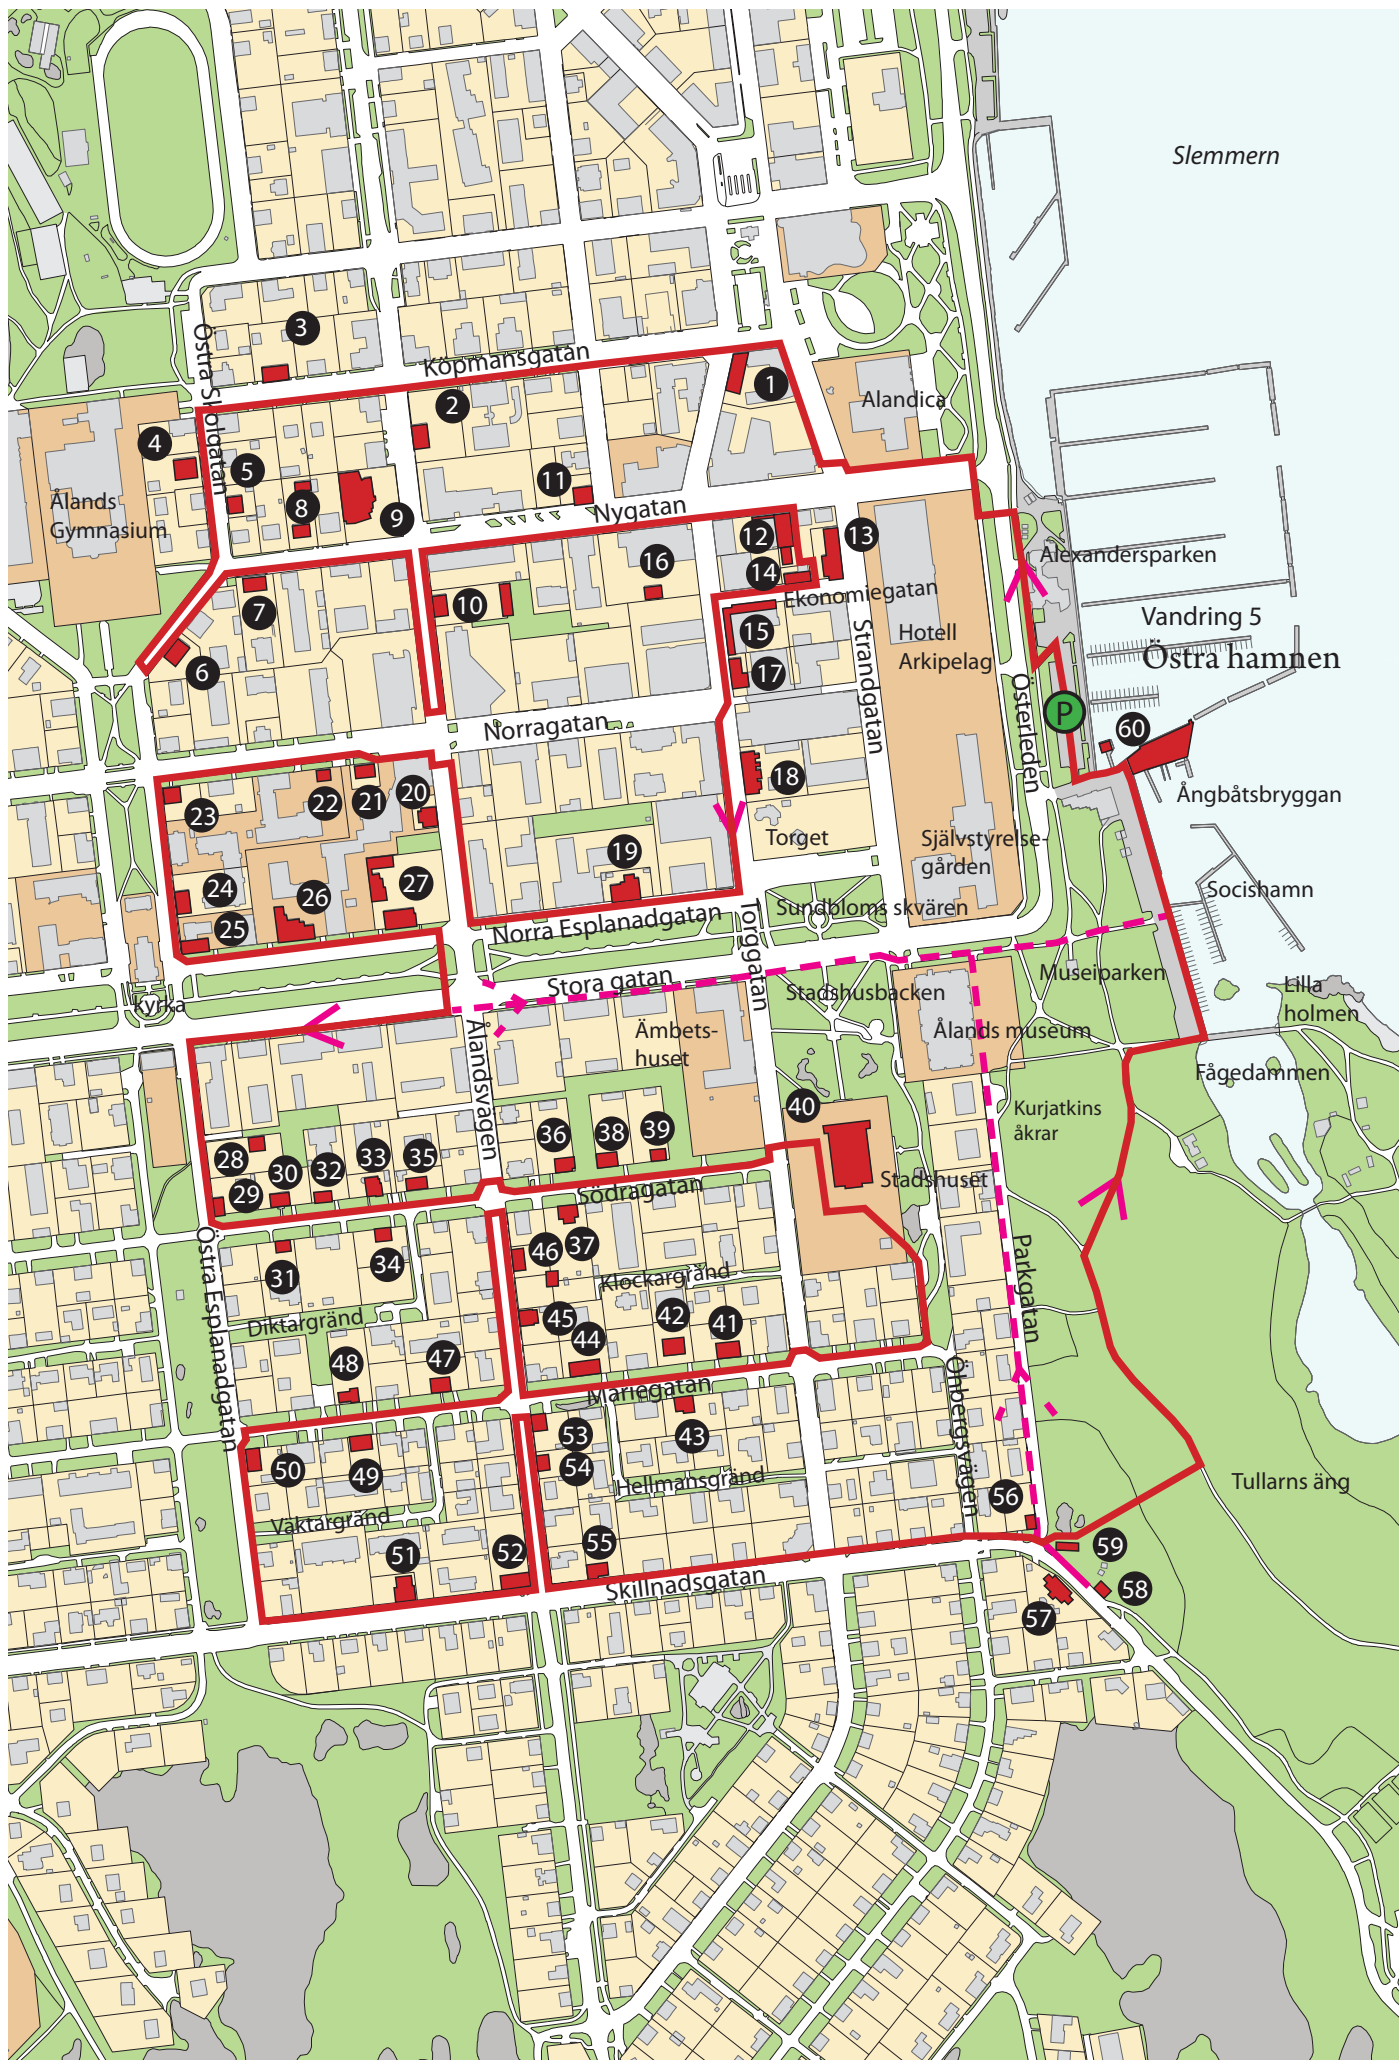 Slemmern
3
Östra Skolgatan
Köpmansgatan
1
2
Alandica
4
5
8
9
11
Ålands
Gymnasium
Nygatan
12
13
14
16
Alexandersparken
7
10
Ekonomiegatan
Vandring 5
Östra hamnen
15
Hotell
Arkipelag
Strandgatan
6
17
Österleden
P
60
Norragatan
18
23
22
21
20
Ångbåtsbryggan
Torget
Självstyrelse-
gården
19
24
27
26
25
Socishamn
Norra Esplanadgatan
Torggatan
Sundbloms skvären
Museiparken
Stora gatan
Stadshusbacken
Lilla
holmen
kyrka
Ålandsvägen
Ämbets-
huset
Ålands museum
Fågedammen
40
Kurjatkins
åkrar
28
29
30
32
33
35
36
38
39
Stadshuset
Södragatan
Östra Esplanadgatan
31
34
46
37
Klockargränd
Parkgatan
Diktargränd
45
44
42
41
48
47
Mariegatan
Öhbergsvägen
50
49
53
54
43
Hellmansgränd
Tullarns äng
Väktargränd
56
51
52
55
Skillnadsgatan
59
58
57